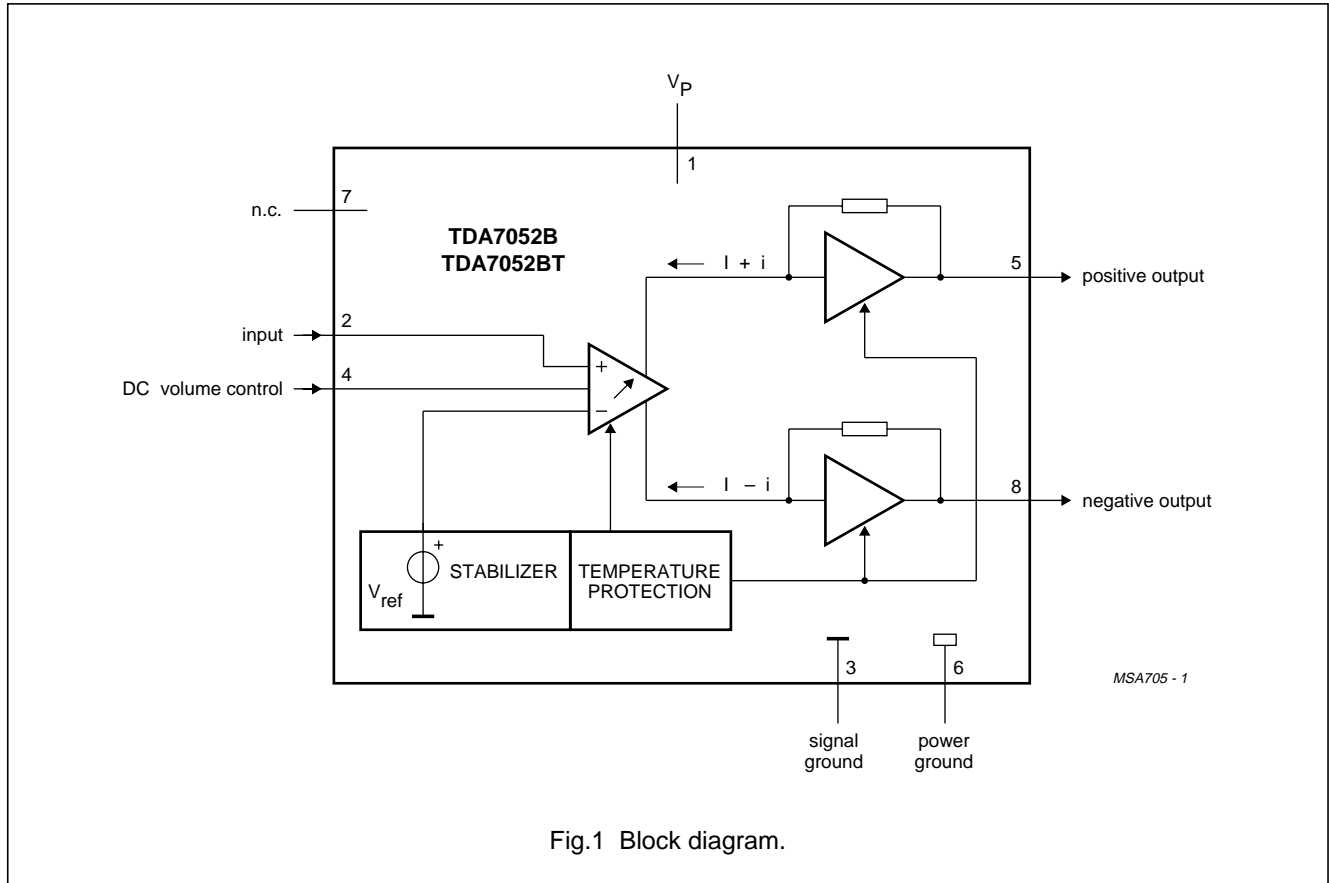 VP
1
7
n.c.
TDA7052B
TDA7052BT
I + i
5
positive output
2
input
4
DC volume control
+
−
I − i
8
negative output
+
STABILIZER
Vref
TEMPERATURE
PROTECTION
3
6
MSA705 - 1
signal
ground
power
ground
Fig.1 Block diagram.